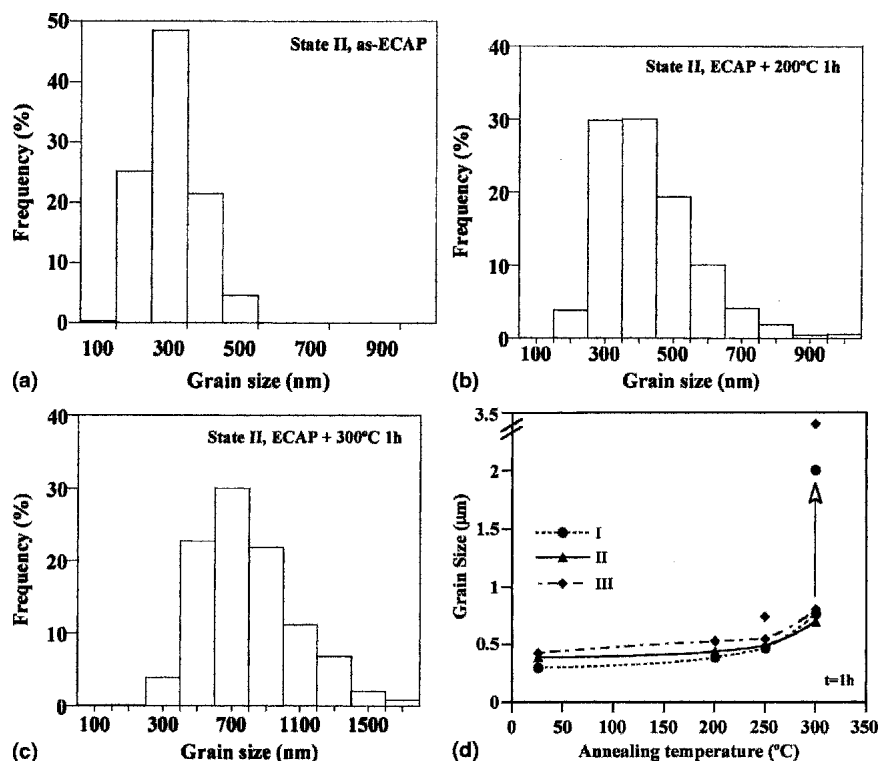 50
40
30
20
10
0
Frequency (%)
State II, as-ECAP
100 300 500 900
Grain size (nm)
(a)
40
30
20
10
0
Frequency (%)
State II, ECAP + 200ºC 1h
100 300 500 700 900
Grain size (nm)
(b)
40
30
20
10
0
Frequency (%)
State II, ECAP + 300ºC 1h
100 300 700 1100 1500
Grain size (nm)
(c)
3.5
2
1.5
1
0.5
0
Grain Size (µm)
I
II
III
t=1h
0 50 100 150 200 250 300 350
Annealing temperature (ºC)
(d)